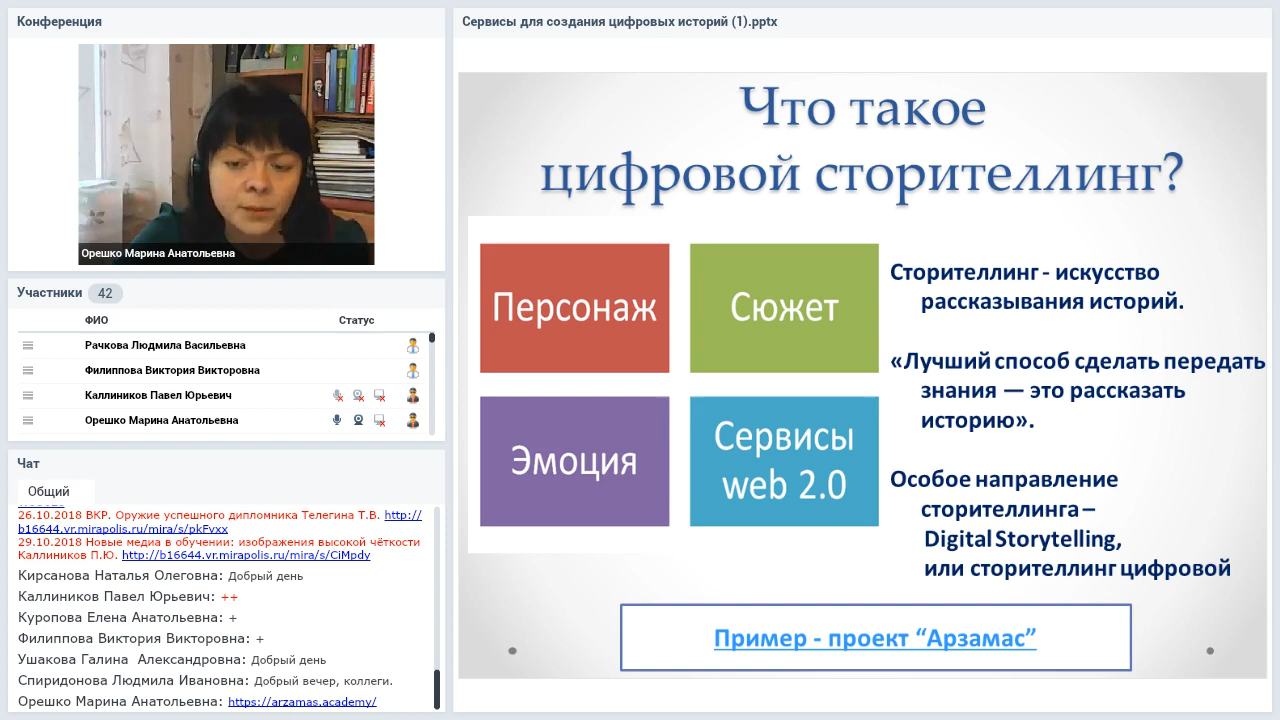 Конференция
Орешко Марина Анатольевна
Участники 42
ФИО Статус
Рачкова Людмила Васильевна
Филиппова Виктория Викторовна
Каллиников Павел Юрьевич
Орешко Марина Анатольевна
Чат
Общий
26.10.2018 ВКР. Оружие успешного дипломника Телегина Т.В. http://
b16644.vr.mirapolis.ru/mira/s/pkFvxx
29.10.2018 Новые медиа в обучении: изображения высокой чёткости
Каллиников П.Ю. http://b16644.vr.mirapolis.ru/mira/s/CiMpdy
Кирсанова Наталья Олеговна: Добрый день
Каллиников Павел Юрьевич: ++
Куропова Елена Анатольевна: +
Филиппова Виктория Викторовна: +
Ушакова Галина Александровна: Добрый день
Спиридонова Людмила Ивановна: Добрый вечер, коллеги.
Орешко Марина Анатольевна: https://arzamas.academy/
Сервисы для создания цифровых историй (1).pptx
Что такое
цифровой сторителлинг?
Персонаж
Сюжет
Эмоция
Сервисы
web 2.0
Сторителлинг - искусство
рассказывания историй.
«Лучший способ сделать передать
знания — это рассказать
историю».
Особое направление
сторителлинга –
Digital Storytelling,
или сторителлинг цифровой
Пример - проект “Арзамас”